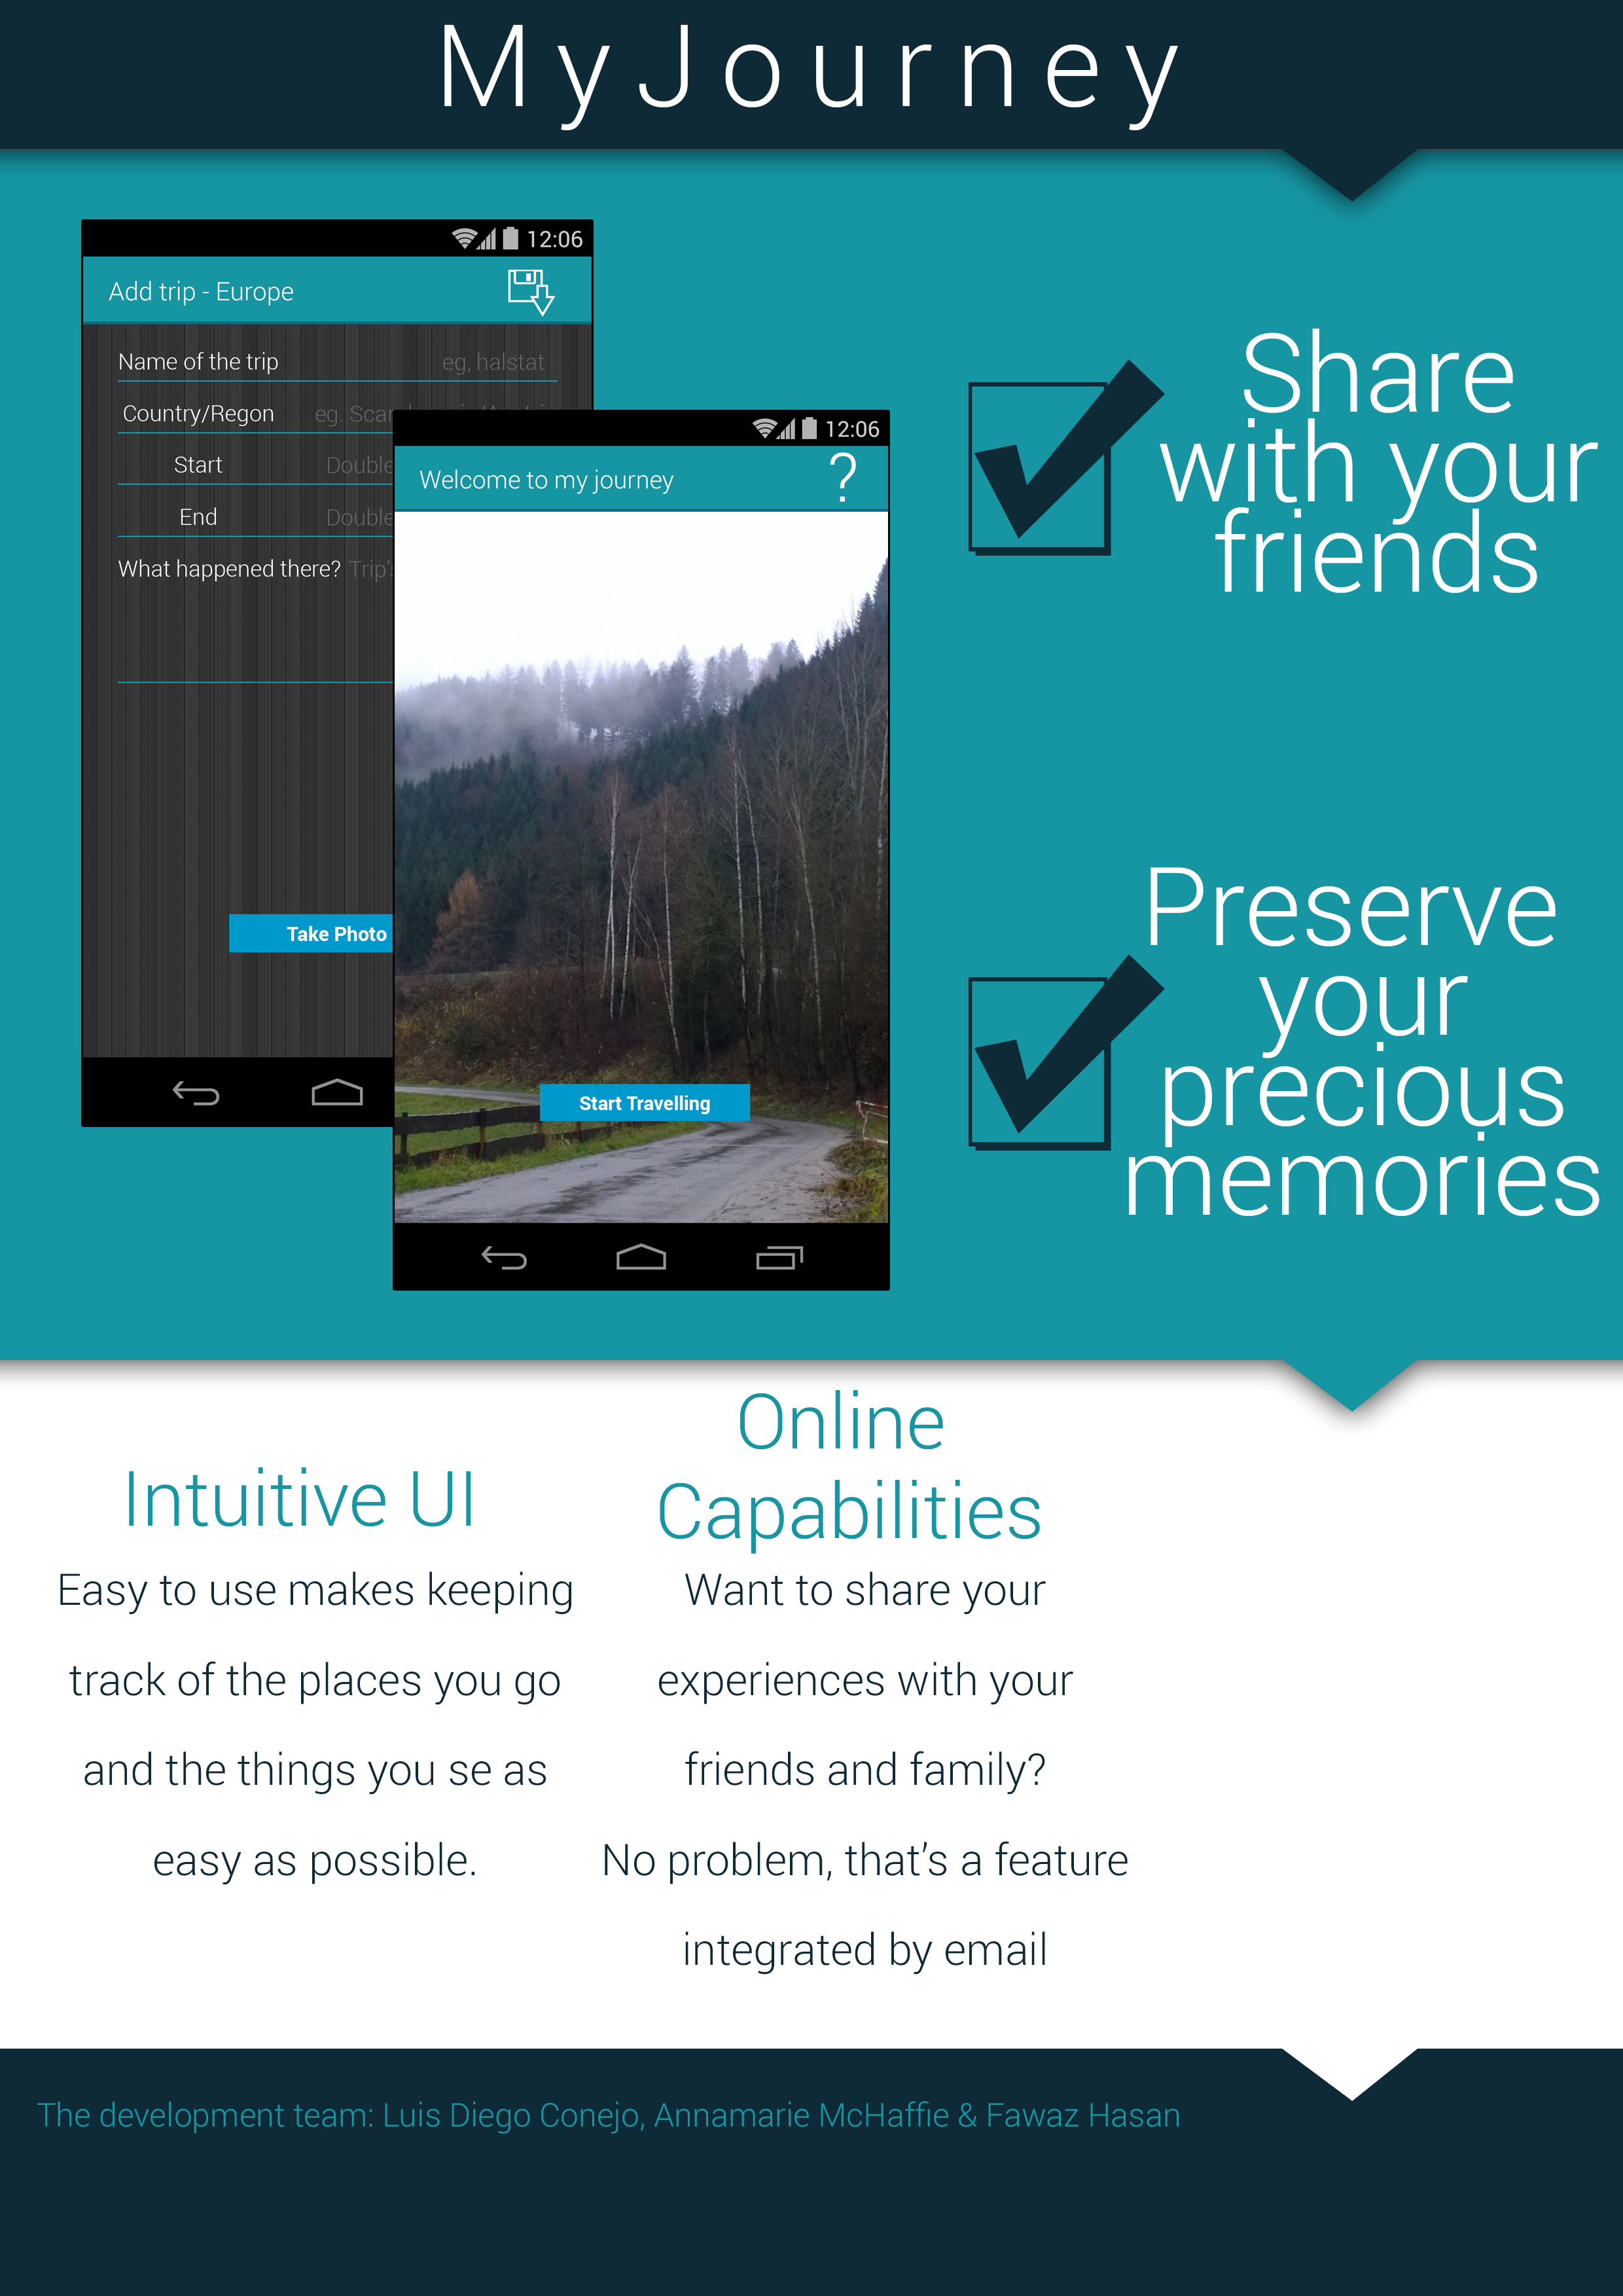 MyJourney
12:06
Add trip - Europe
Name of the trip eg, halstat
Country/Regon eg.
Start Double
End Double
What happened there? Trip's
Take Photo
12:06
Welcome to my journey ?
Start Travelling
Share
with your
friends
Preserve
your
precious
memories
Intuitive UI
Easy to use makes keeping
track of the places you go
and the things you se as
easy as possible.
Online
Capabilities
Want to share your
experiences with your
friends and family?
No problem, that's a feature
integrated by email
The development team: Luis Diego Conejo, Annamarie McHaffie & Fawaz Hasan